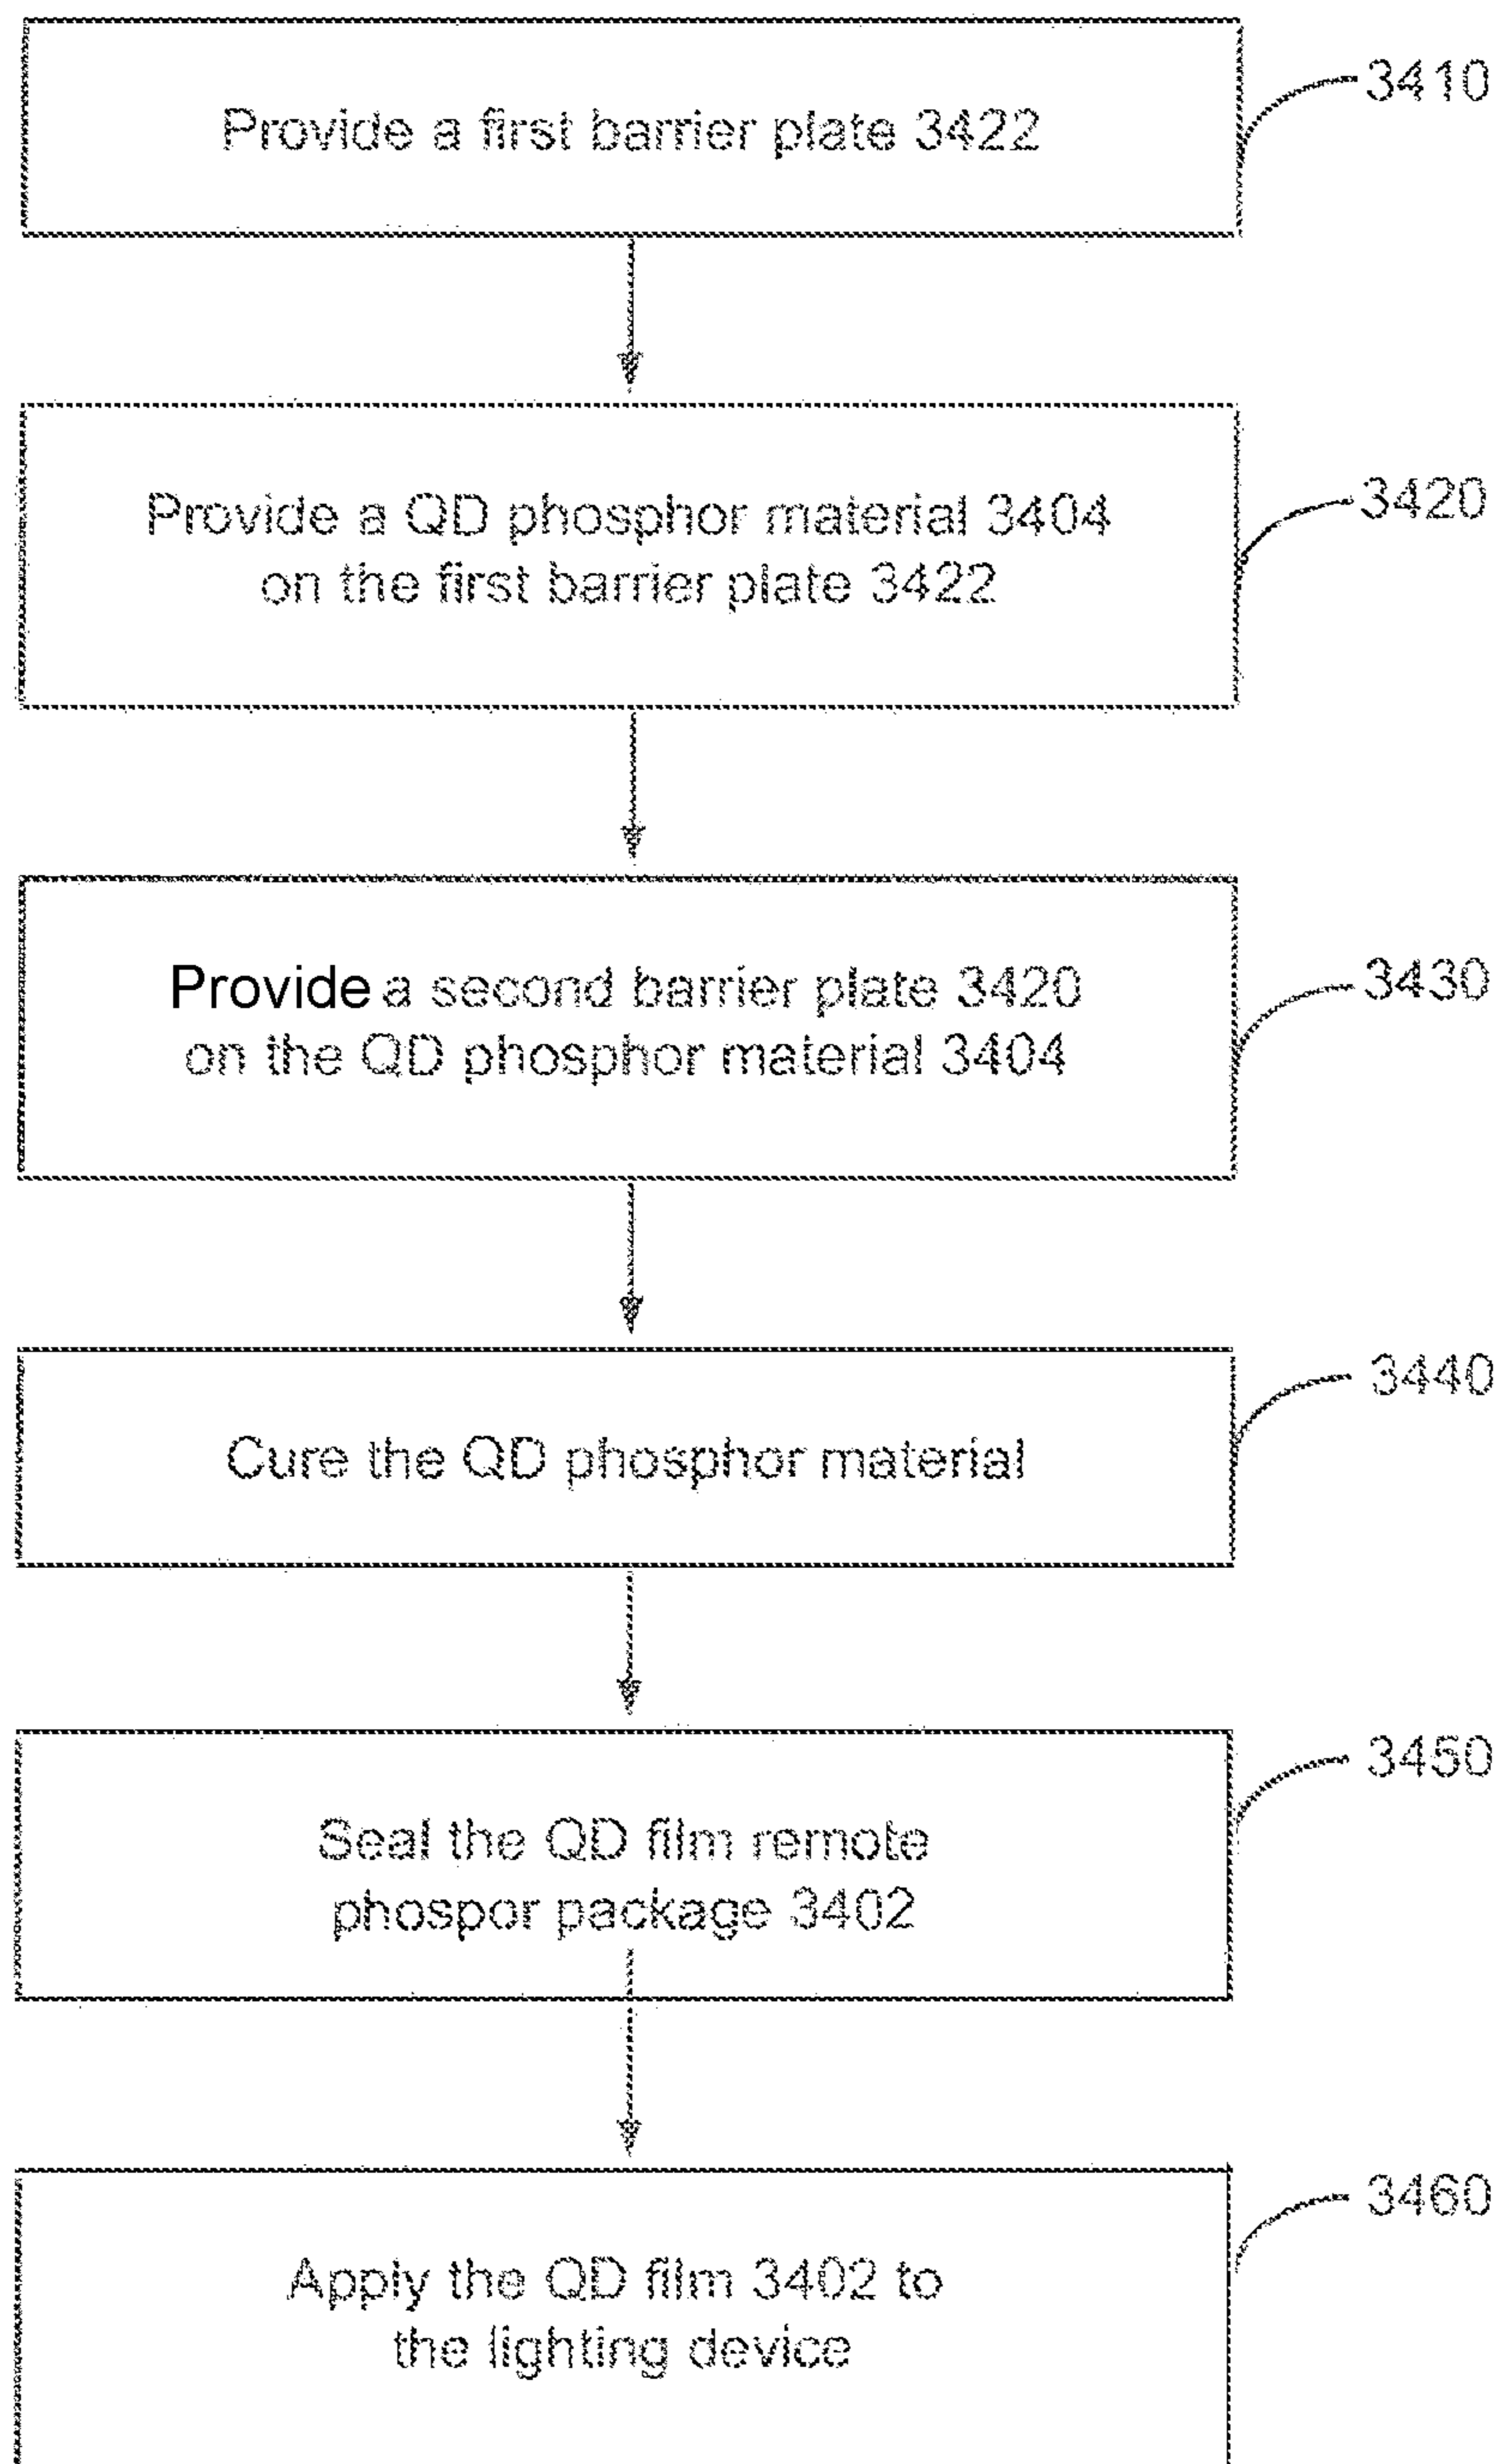 Provide a first barrier plate 3422
3410
Provide a QD phosphor material 3404
on the first barrier plate 3422
3420
Provide a second barrier plate 3420
on the QD phosphor material 3404
3430
Cure the QD phosphor material
3440
Seal the QD film remote
phospor package 3402
3450
Apply the QD film 3402 to
the lighting device
3460